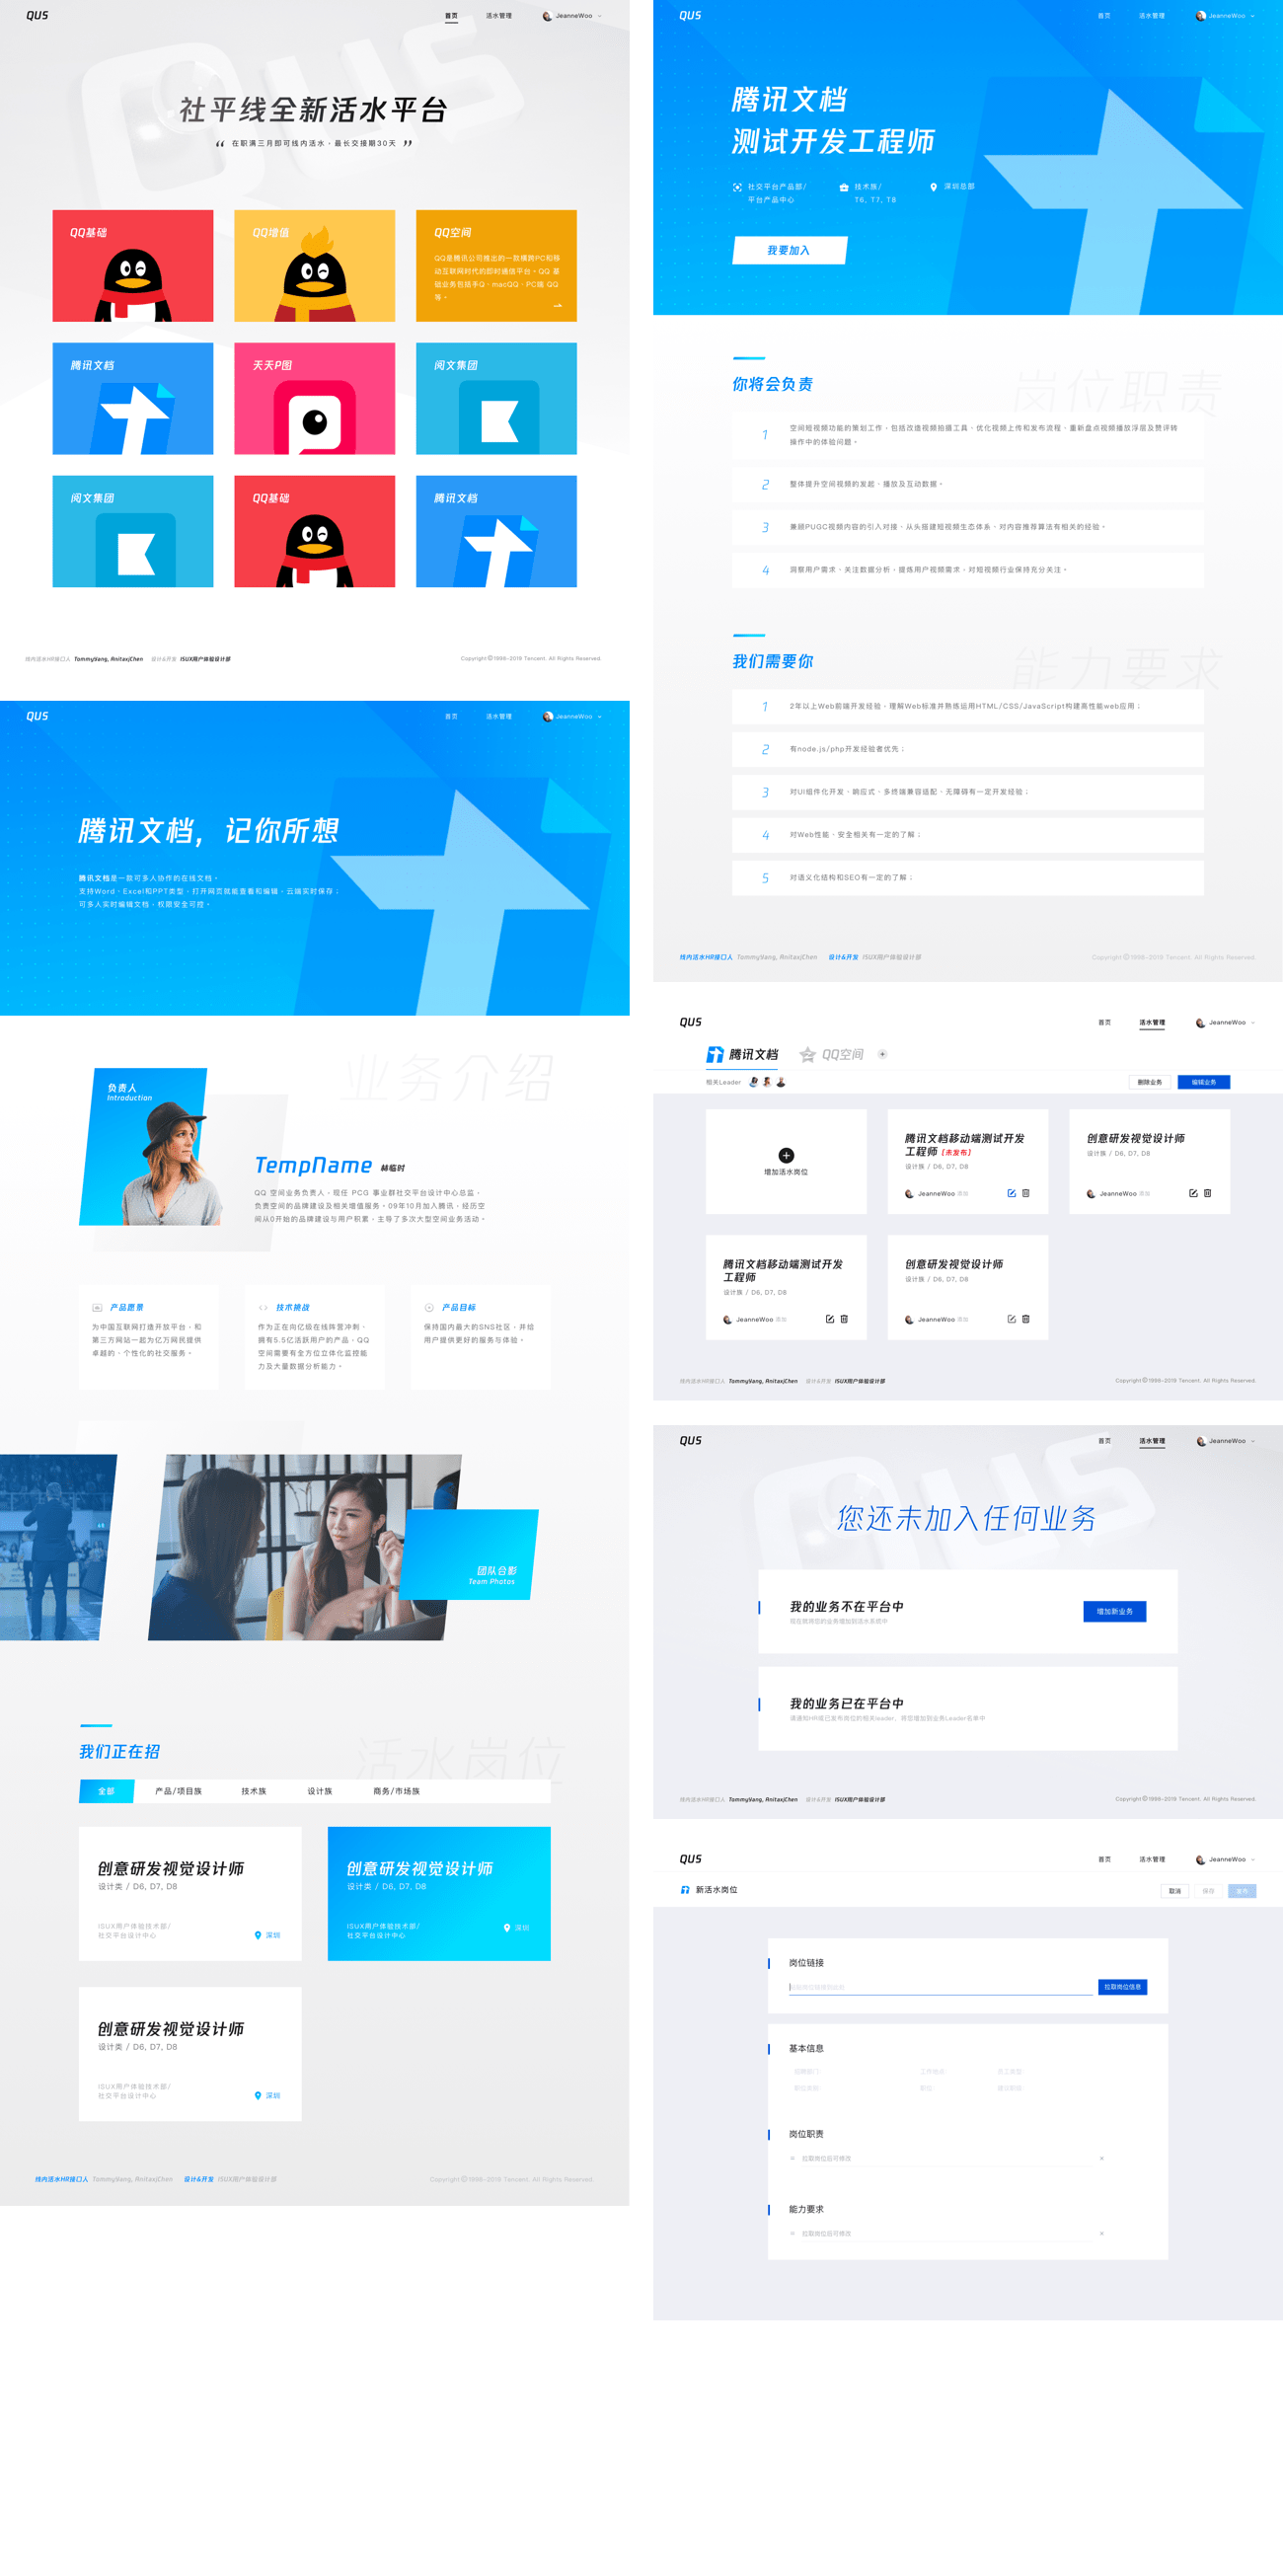 QUS
首页
活水管理
JeanneWoo
社平线全新活水平台
“ 在职满三月即可线内活水，最长交接期30天 ”
QQ基础
QQ增值
QQ空间
QQ是腾讯公司推出的一款横跨PC和移
动互联网时代的即时通信平台。QQ 基
础业务包括手Q、macQQ、PC端 QQ
等。
腾讯文档
天天P图
阅文集团
阅文集团
QQ基础
腾讯文档
线内活水HR接口人 TommyYang, AnitaxjChen 设计&开发 ISUX用户体验设计部
Copyright © 1998-2019 Tencent. All Rights Reserved.
QUS
首页
活水管理
JeanneWoo
腾讯文档，记你所想
腾讯文档是一款可多人协作的在线文档。
支持Word、Excel和PPT类型，打开网页就能查看和编辑，云端实时保存；
可多人实时编辑文档，权限安全可控。
业务介绍
负责人
Introduction
TempName 林临时
QQ 空间业务负责人，现任 PCG 事业群社交平台设计中心总监，
负责空间的品牌建设及相关增值服务。09年10月加入腾讯，经历空
间从0开始的品牌建设与用户积累，主导了多次大型空间业务活动。
产品愿景
为中国互联网打造开放平台，和
第三方网站一起为亿万网民提供
卓越的、个性化的社交服务。
技术挑战
作为正在向亿级在线阵营冲刺，
拥有5.5亿活跃用户的产品，QQ
空间需要有全方位立体化监控能
力及大量数据分析能力。
产品目标
保持国内最大的SNS社区，并给
用户提供更好的服务与体验。
团队合影
Team Photos
我们正在招
活水岗位
全部
产品/项目族
技术族
设计族
商务/市场族
创意研发视觉设计师
设计类 / D6, D7, D8
ISUX用户体验技术部/
社交平台设计中心
深圳
创意研发视觉设计师
设计类 / D6, D7, D8
ISUX用户体验技术部/
社交平台设计中心
深圳
创意研发视觉设计师
设计类 / D6, D7, D8
ISUX用户体验技术部/
社交平台设计中心
深圳
线内活水HR接口人 TommyYang, AnitaxjChen 设计&开发 ISUX用户体验设计部
Copyright © 1998-2019 Tencent. All Rights Reserved.
QUS
首页
活水管理
JeanneWoo
腾讯文档
测试开发工程师
社交平台产品部/
平台产品中心
技术族/
T6, T7, T8
深圳总部
我要加入
你将会负责
岗位职责
1 空间短视频功能的策划工作，包括改造视频拍摄工具、优化视频上传和发布流程、重新盘点视频播放浮层及赞评转
操作中的体验问题。
2 整体提升空间视频的发起、播放及互动数据。
3 兼顾PUGC视频内容的引入对接，从头搭建短视频生态体系，对内容推荐算法有相关的经验。
4 洞察用户需求、关注数据分析，提炼用户视频需求，对短视频行业保持充分关注。
我们需要你
能力要求
1 2年以上Web前端开发经验，理解Web标准并熟练运用HTML/CSS/JavaScript构建高性能web应用；
2 有node.js/php开发经验者优先；
3 对UI组件化开发、响应式、多终端兼容适配、无障碍有一定开发经验；
4 对Web性能、安全相关有一定的了解；
5 对语义化结构和SEO有一定的了解；
线内活水HR接口人 TommyYang, AnitaxjChen 设计&开发 ISUX用户体验设计部
Copyright © 1998-2019 Tencent. All Rights Reserved.
QUS
首页
活水管理
JeanneWoo
腾讯文档
QQ空间
相关Leader
删除业务
编辑业务
增加活水岗位
腾讯文档移动端测试开发
工程师（未发布）
设计族 / D6, D7, D8
JeanneWoo 添加
创意研发视觉设计师
设计族 / D6, D7, D8
JeanneWoo 添加
腾讯文档移动端测试开发
工程师
设计族 / D6, D7, D8
JeanneWoo 添加
创意研发视觉设计师
设计族 / D6, D7, D8
JeanneWoo 添加
线内活水HR接口人 TommyYang, AnitaxjChen 设计&开发 ISUX用户体验设计部
Copyright © 1998-2019 Tencent. All Rights Reserved.
QUS
首页
活水管理
JeanneWoo
您还未加入任何业务
我的业务不在平台中
现在就将您的业务增加到活水系统中
增加新业务
我的业务已在平台中
请通知HR或已发布岗位的相关leader，将您增加到业务Leader名单中
线内活水HR接口人 TommyYang, AnitaxjChen 设计&开发 ISUX用户体验设计部
Copyright © 1998-2019 Tencent. All Rights Reserved.
QUS
首页
活水管理
JeanneWoo
新活水岗位
取消
保存
发布
岗位链接
拉取岗位信息
基本信息
岗位职责
拉取岗位后可修改
能力要求
拉取岗位后可修改